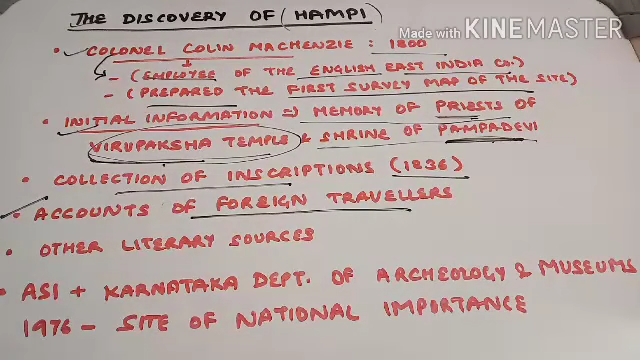 THE DISCOVERY OF (HAMPI)
Made with KINEMASTER
• COLONEL COLIN MACHENZIE : 1800
- (EMPLOYEE OF THE ENGLISH EAST INDIA CO.)
- (PREPARED THE FIRST SURVEY MAP OF THE SITE)
• INITIAL INFORMATION => MEMORY OF PRIESTS OF
VIRUPAKSHA TEMPLE & SHRINE OF PAMPADEVI
• COLLECTION OF INSCRIPTIONS (1836)
• ACCOUNTS OF FOREIGN TRAVELLERS
• OTHER LITERARY SOURCES
• ASI + KARNATAKA DEPT. OF ARCHEOLOGY & MUSEUMS
1976 - SITE OF NATIONAL IMPORTANCE